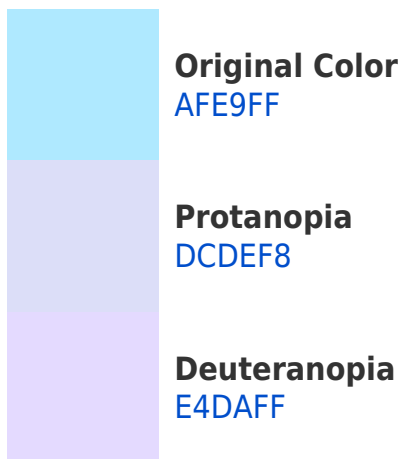 Original Color
AFE9FF
Protanopia
DCDEF8
Deuteranopia
E4DAFF